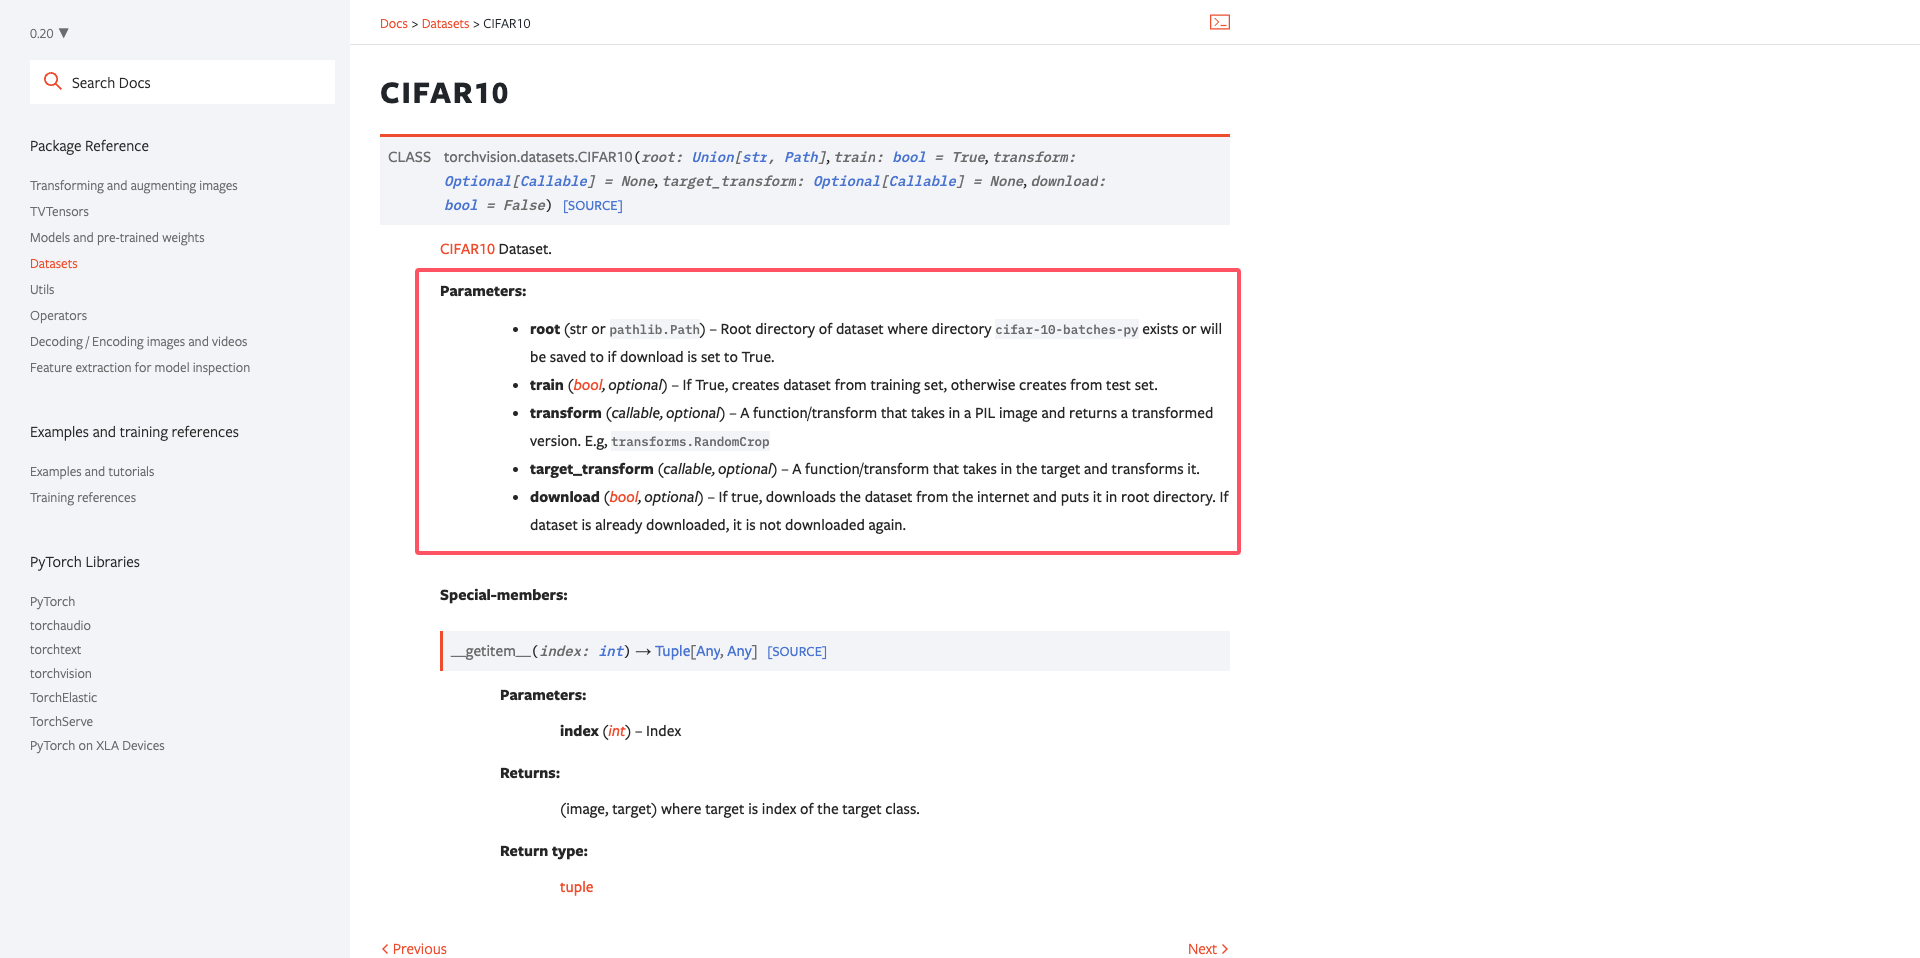 0.20 ▼
Search Docs
Package Reference
Transforming and augmenting images
TVTensors
Models and pre-trained weights
Datasets
Utils
Operators
Decoding / Encoding images and videos
Feature extraction for model inspection
Examples and training references
Examples and tutorials
Training references
PyTorch Libraries
PyTorch
torchaudio
torchtext
torchvision
TorchElastic
TorchServe
PyTorch on XLA Devices
Docs > Datasets > CIFAR10
CIFAR10
CLASS torchvision.datasets.CIFAR10(root: Union[str, Path], train: bool = True, transform:
Optional[Callable] = None, target_transform: Optional[Callable] = None, download:
bool = False) [SOURCE]
CIFAR10 Dataset.
Parameters:
• root (str or pathlib.Path) – Root directory of dataset where directory cifar-10-batches-py exists or will
be saved to if download is set to True.
• train (bool, optional) – If True, creates dataset from training set, otherwise creates from test set.
• transform (callable, optional) – A function/transform that takes in a PIL image and returns a transformed
version. E.g, transforms.RandomCrop
• target_transform (callable, optional) – A function/transform that takes in the target and transforms it.
• download (bool, optional) – If true, downloads the dataset from the internet and puts it in root directory. If
dataset is already downloaded, it is not downloaded again.
Special-members:
__getitem__(index: int) → Tuple[Any, Any] [SOURCE]
Parameters:
index (int) – Index
Returns:
(image, target) where target is index of the target class.
Return type:
tuple
< Previous
Next >